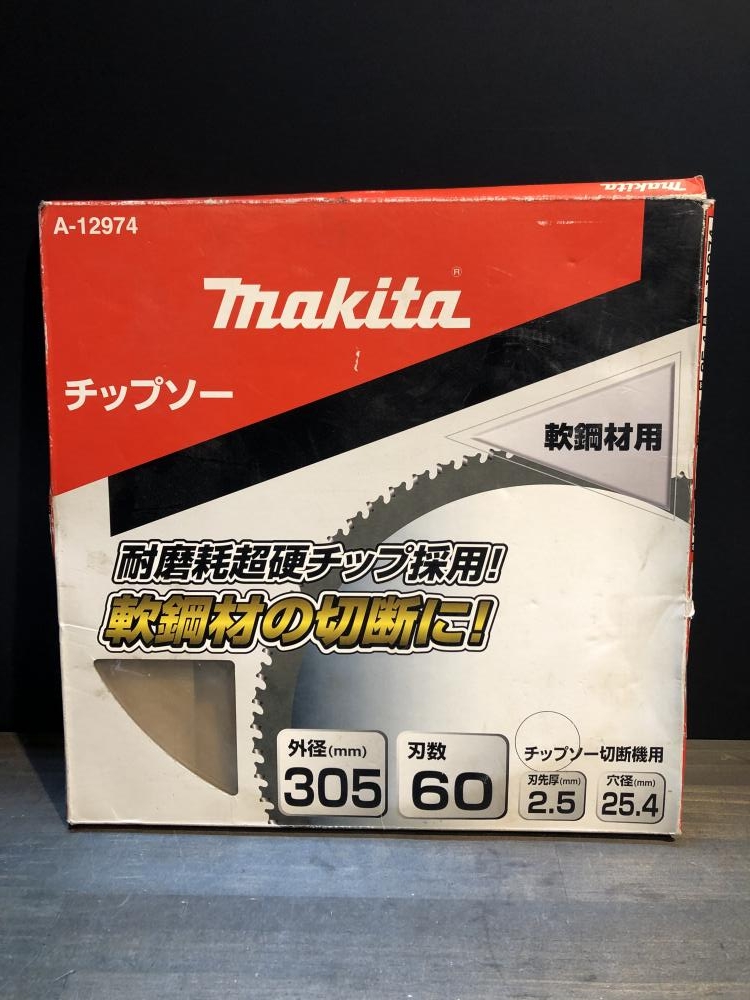 makita
A-12974
makita®
チップソー
軟鋼材用
耐磨耗超硬チップ採用!
軟鋼材の切断に!
外径(mm)
305
刃数
60
チップソー切断機用
刃先厚(mm)
2.5
穴径(mm)
25.4